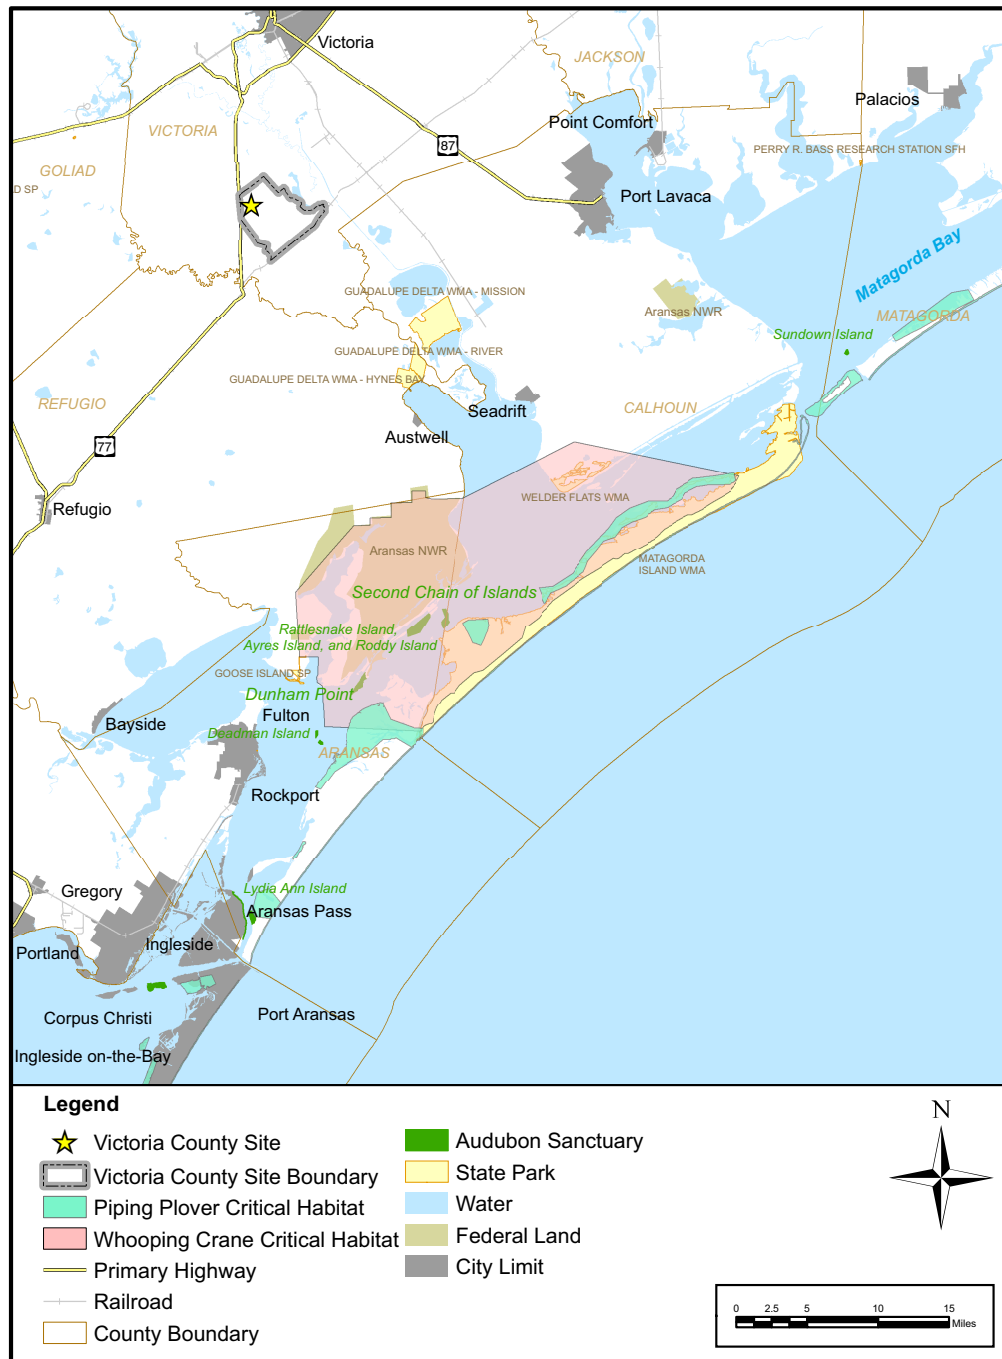 Victoria
JACKSON
Palacios
Point Comfort
VICTORIA
87
PERRY R. BASS RESEARCH STATION SFH
GOLIAD
D SP
Port Lavaca
Matagorda Bay
GUADALUPE DELTA WMA - MISSION
Aransas NWR
MATAGORDA
Sundown Island
GUADALUPE DELTA WMA - RIVER
GUADALUPE DELTA WMA - HYNES BAY
REFUGIO
Seadrift
CALHOUN
Austwell
77
WELDER FLATS WMA
Refugio
Aransas NWR
MATAGORDA
ISLAND WMA
Second Chain of Islands
Rattlesnake Island,
Ayres Island, and Roddy Island
GOOSE ISLAND SP
Dunham Point
Fulton
Bayside
Deadman Island
ARANSAS
Rockport
Lydia Ann Island
Gregory
Aransas Pass
Ingleside
Portland
Corpus Christi
Port Aransas
Ingleside on-the-Bay
Legend
Victoria County Site
Victoria County Site Boundary
Piping Plover Critical Habitat
Whooping Crane Critical Habitat
Primary Highway
Railroad
County Boundary
Audubon Sanctuary
State Park
Water
Federal Land
City Limit
N
0 2.5 5 10 15
Miles